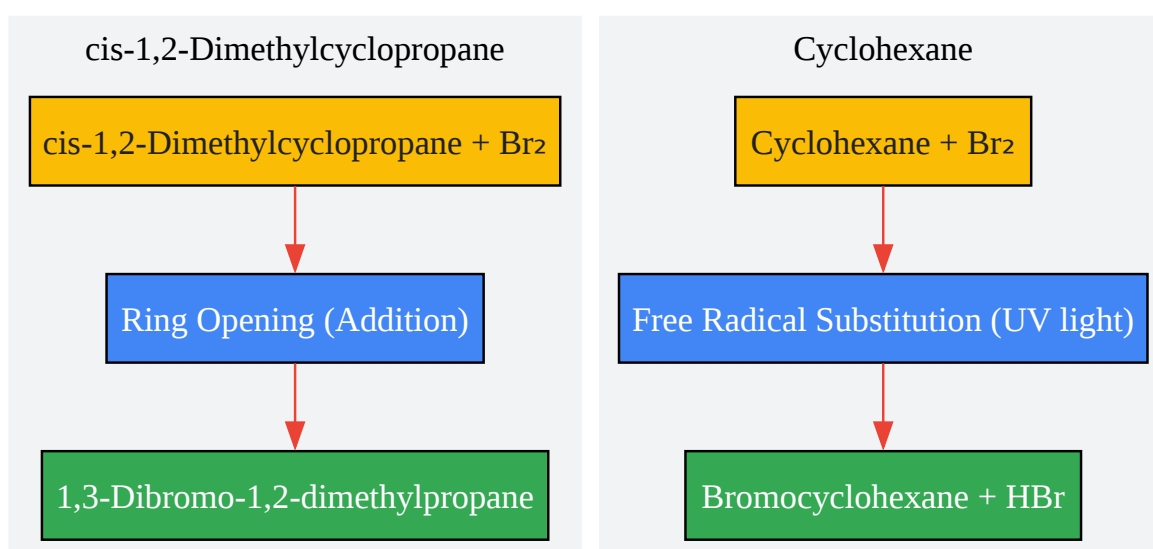 cis-1,2-Dimethylcyclopropane
cis-1,2-Dimethylcyclopropane + Br₂
Ring Opening (Addition)
1,3-Dibromo-1,2-dimethylpropane
Cyclohexane
Cyclohexane + Br₂
Free Radical Substitution (UV light)
Bromocyclohexane + HBr